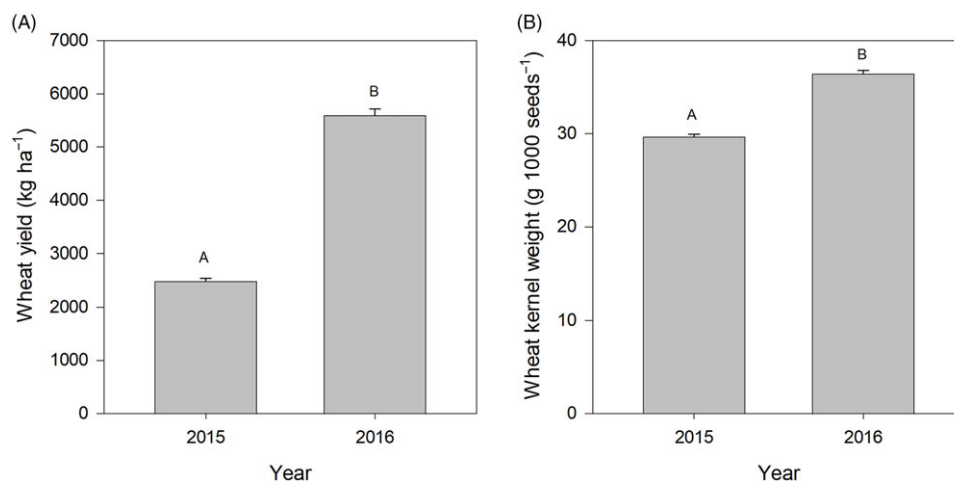 (A)
7000
6000
5000
4000
3000
2000
1000
0
Wheat yield (kg ha⁻¹)
A
B
2015 2016
Year
(B)
40
30
20
10
0
Wheat kernel weight (g 1000 seeds⁻¹)
A
B
2015 2016
Year